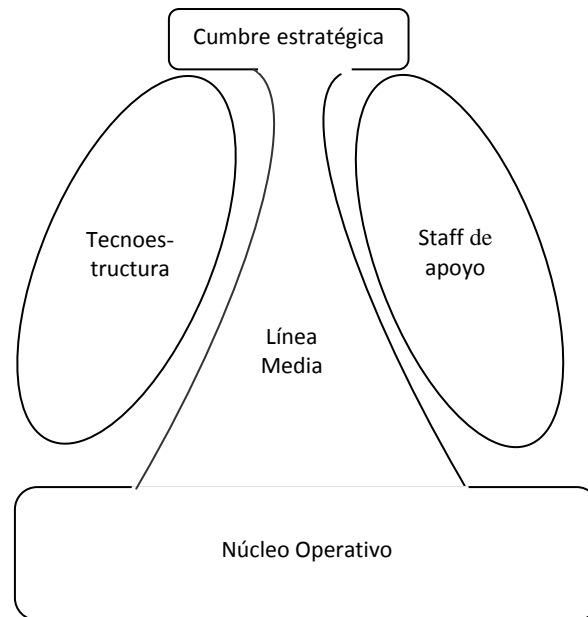 Cumbre estratégica
Tecnoes-
tructura
Staff de
apoyo
Línea
Media
Núcleo Operativo